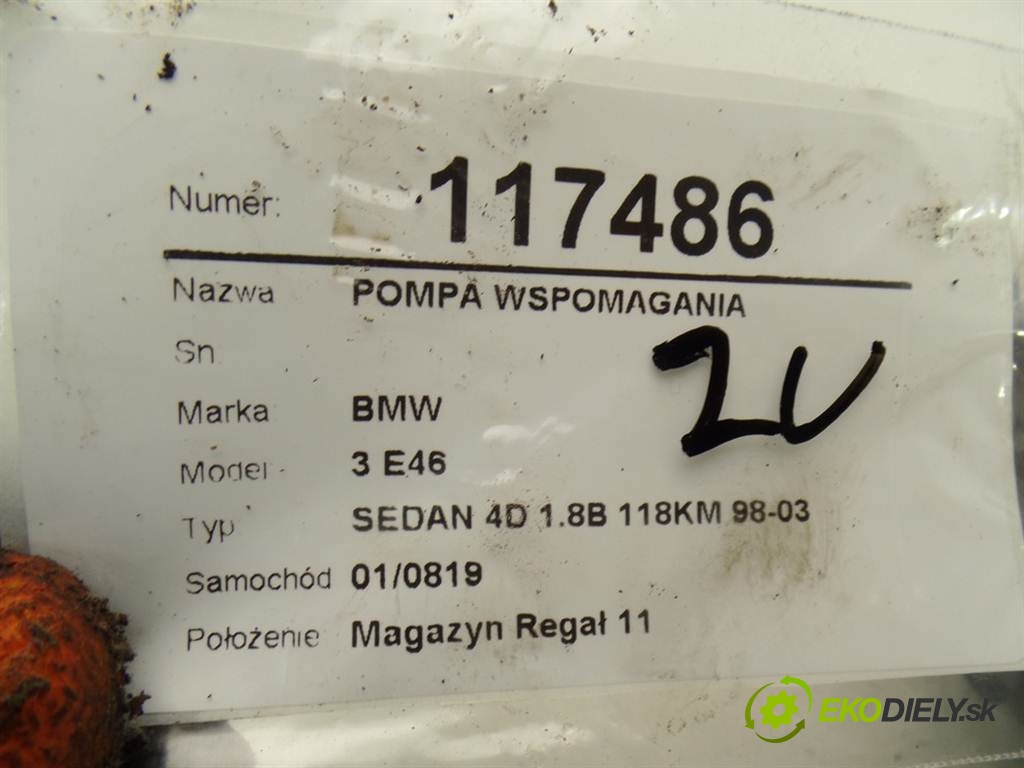 Numer: 117486
Nazwa POMPA WSPOMAGANIA
Sn
Marka BMW
Model 3 E46
Typ SEDAN 4D 1.8B 118KM 98-03
Samochód 01/0819
Położenie Magazyn Regał 11
EKODIELY.sk